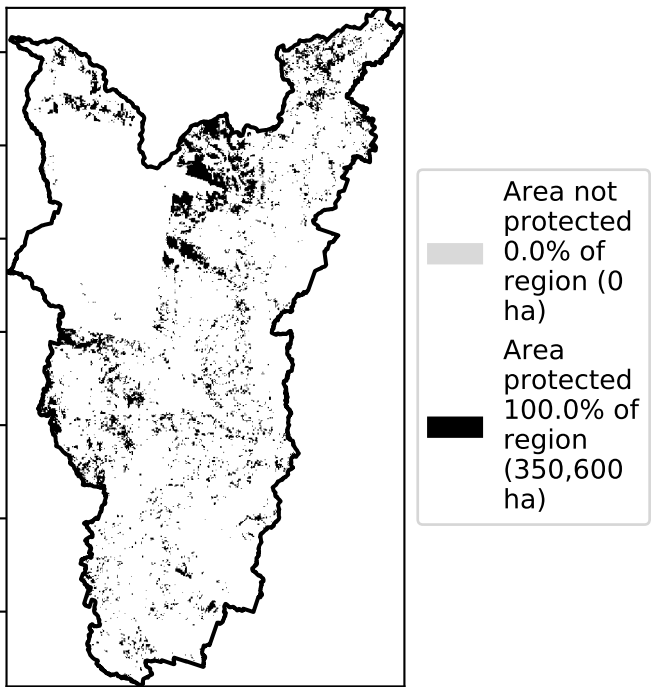 Area not
protected
0.0% of
region (0
ha)
Area
protected
100.0% of
region
(350,600
ha)